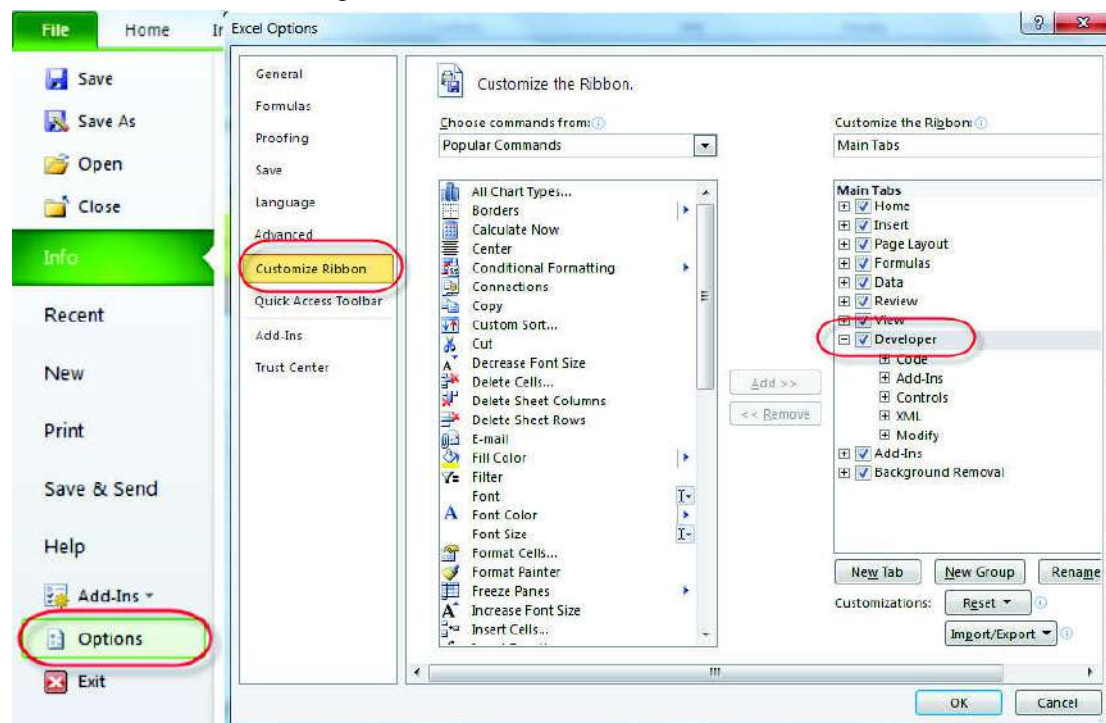 File Home
Save
Save As
Open
Close
Info
Recent
New
Print
Save & Send
Help
Add-Ins
Options
Exit
Excel Options
General
Formulas
Proofing
Save
Language
Advanced
Customize Ribbon
Quick Access Toolbar
Add-Ins
Trust Center
Customize the Ribbon.
Choose commands from:
Popular Commands
All Chart Types...
Borders
Calculate Now
Center
Conditional Formatting
Connections
Copy
Custom Sort...
Cut
Decrease Font Size
Delete Cells...
Delete Sheet Columns
Delete Sheet Rows
E-mail
Fill Color
Filter
Font
Font Color
Font Size
Format Cells...
Format Painter
Freeze Panes
Increase Font Size
Insert Cells...
Add >>
<< Remove
Customize the Ribbon:
Main Tabs
Main Tabs
Home
Insert
Page Layout
Formulas
Data
Review
View
Developer
Code
Add-Ins
Controls
XML
Modify
Add-Ins
Background Removal
New Tab New Group Rename
Customizations: Reset
Import/Export
OK Cancel